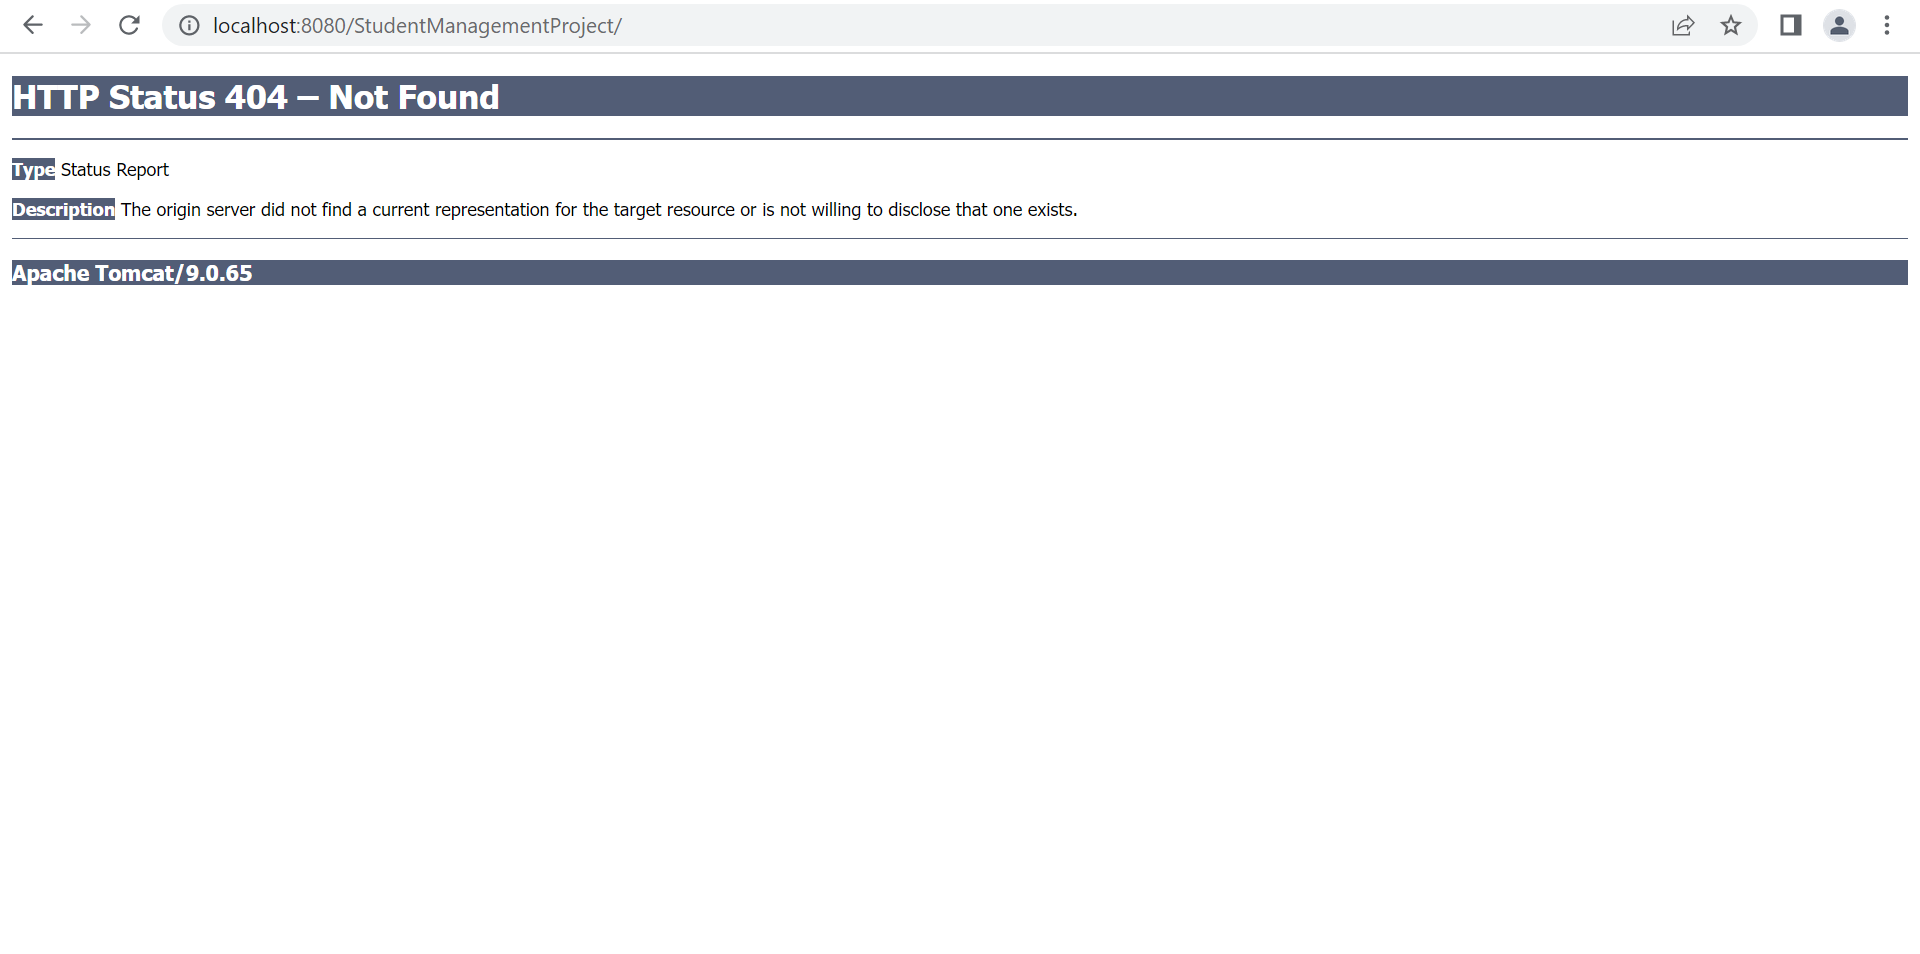 localhost:8080/StudentManagementProject/
HTTP Status 404 – Not Found
Type Status Report
Description The origin server did not find a current representation for the target resource or is not willing to disclose that one exists.
Apache Tomcat/9.0.65